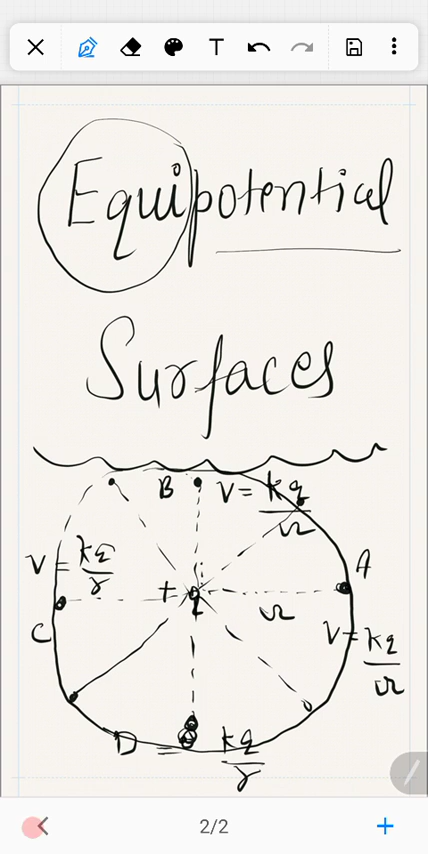 T
Equipotential
Surfaces
B V = kq/r
V = kq/r
A
+q
r
C
V = kq/r
D = kq/r
2/2